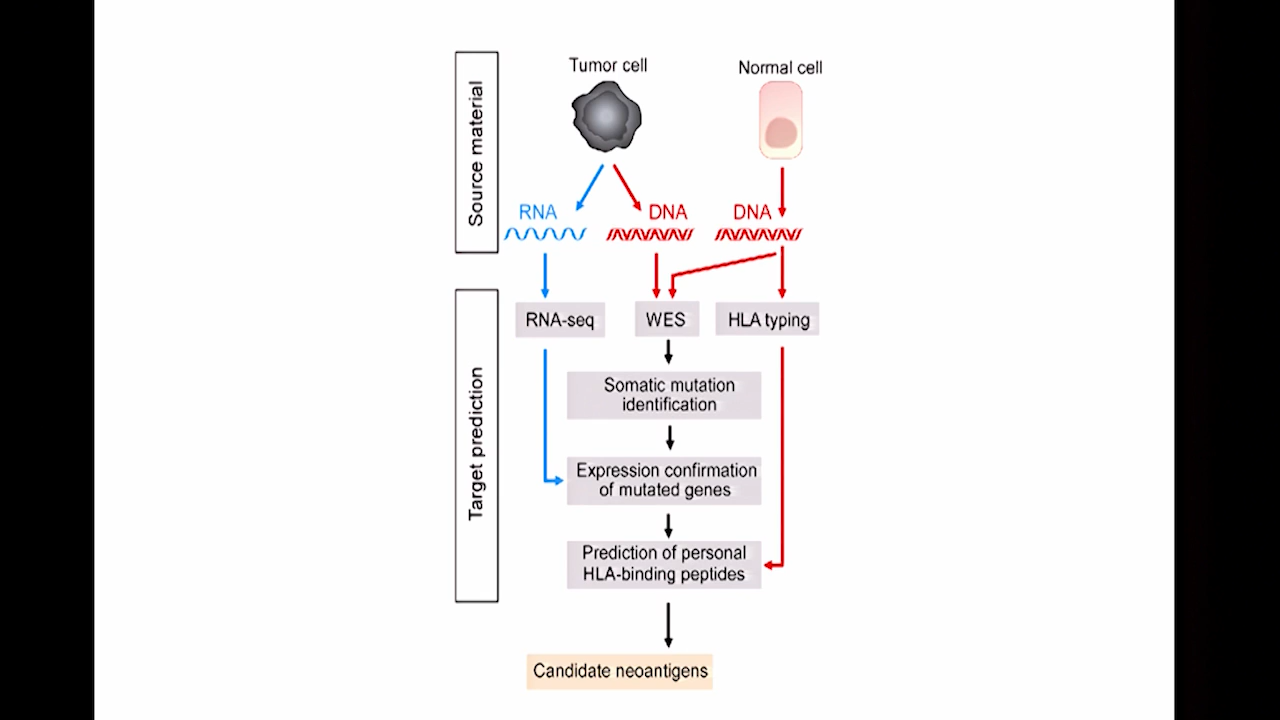 Tumor cell
Normal cell
Source material
RNA
DNA
DNA
RNA-seq
WES
HLA typing
Target prediction
Somatic mutation
identification
Expression confirmation
of mutated genes
Prediction of personal
HLA-binding peptides
Candidate neoantigens